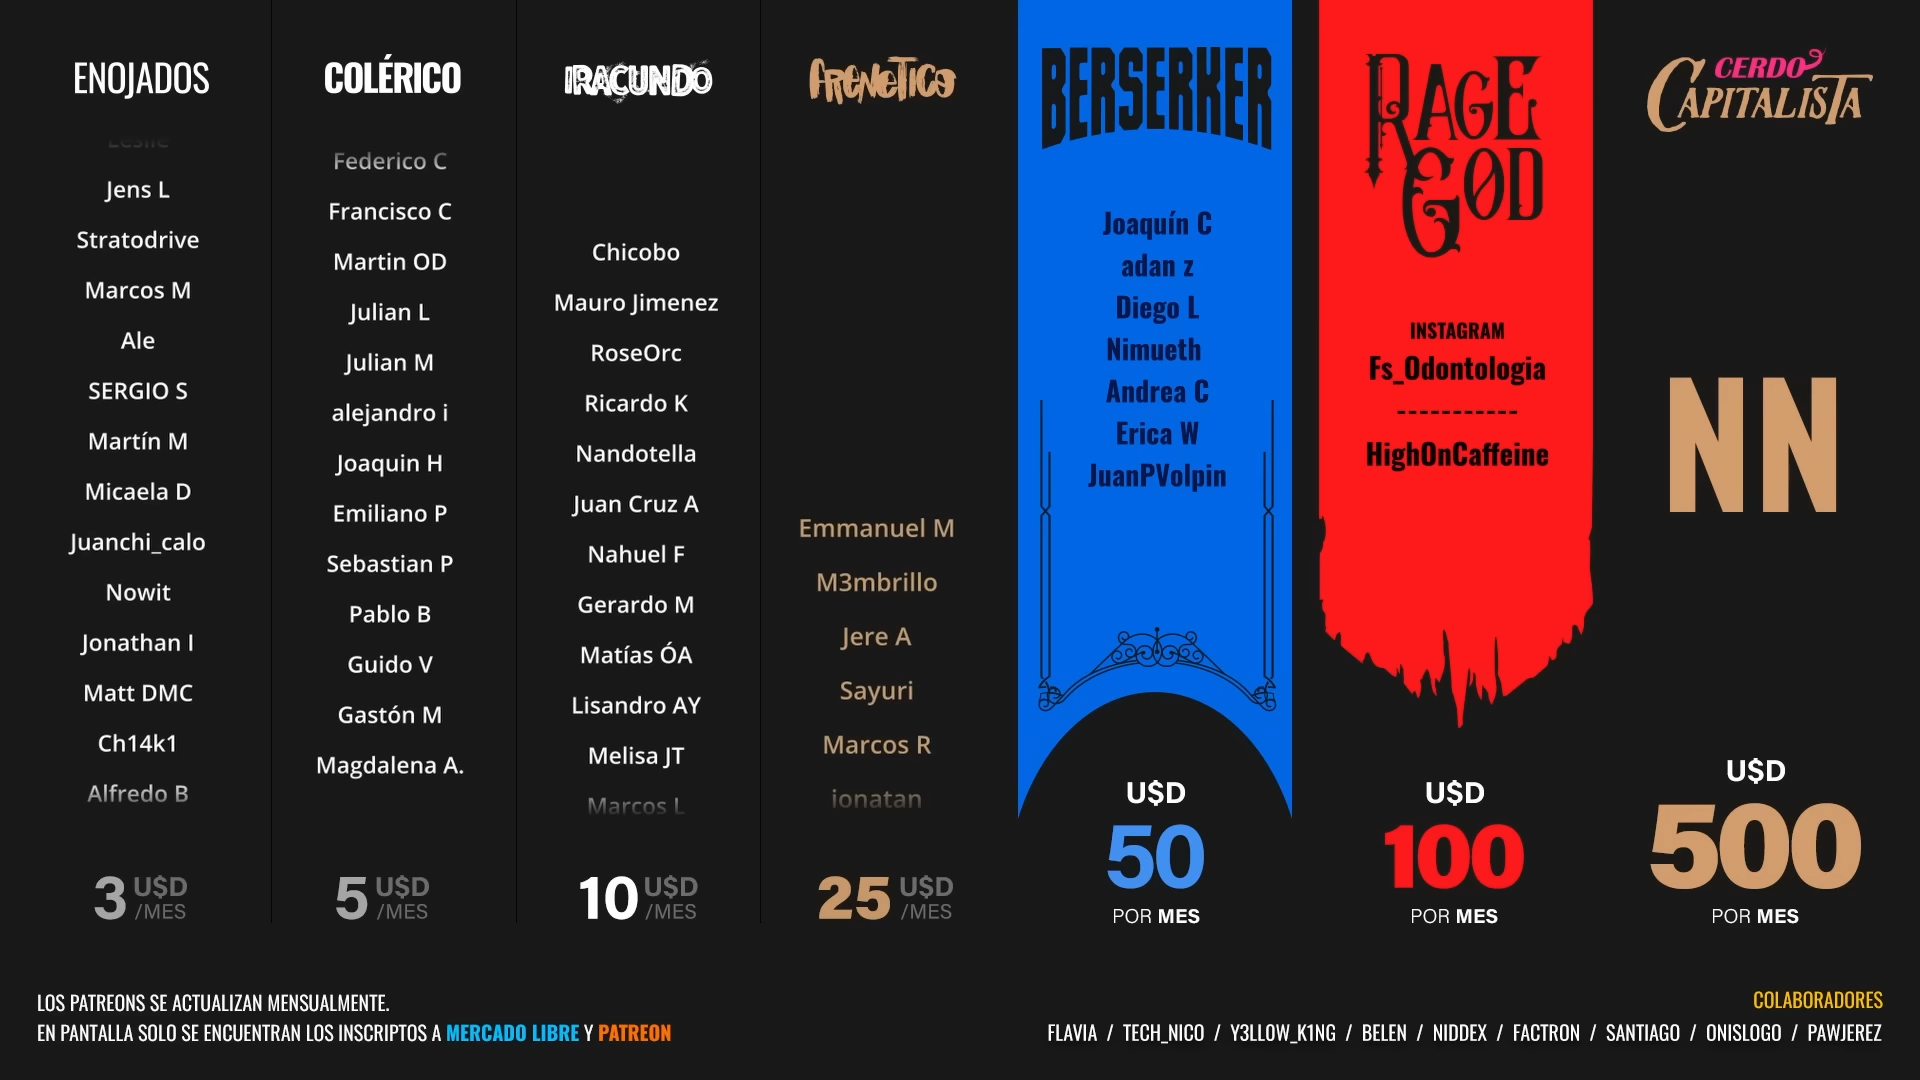 ENOJADOS
Leslie
Jens L
Stratodrive
Marcos M
Ale
SERGIO S
Martín M
Micaela D
Juanchi_calo
Nowit
Jonathan I
Matt DMC
Ch14k1
Alfredo B
3 U$D
/MES
COLÉRICO
Federico C
Francisco C
Martin OD
Julian L
Julian M
alejandro i
Joaquin H
Emiliano P
Sebastian P
Pablo B
Guido V
Gastón M
Magdalena A.
5 U$D
/MES
IRACUNDO
Chicobo
Mauro Jimenez
RoseOrc
Ricardo K
Nandotella
Juan Cruz A
Nahuel F
Gerardo M
Matías ÓA
Lisandro AY
Melisa JT
Marcos L
10 U$D
/MES
FRENETICO
Emmanuel M
M3mbrillo
Jere A
Sayuri
Marcos R
jonatan
25 U$D
/MES
BERSERKER
Joaquín C
adan z
Diego L
Nimueth
Andrea C
Erica W
JuanPVolpin
U$D
50
POR MES
RAGE
GOD
INSTAGRAM
Fs_Odontologia
-----------
HighOnCaffeine
U$D
100
POR MES
CERDO
CAPITALISTA
NN
U$D
500
POR MES
LOS PATREONS SE ACTUALIZAN MENSUALMENTE.
EN PANTALLA SOLO SE ENCUENTRAN LOS INSCRIPTOS A MERCADO LIBRE Y PATREON
COLABORADORES
FLAVIA / TECH_NICO / Y3LLOW_K1NG / BELEN / NIDDEX / FACTRON / SANTIAGO / ONISLOGO / PAWJEREZ